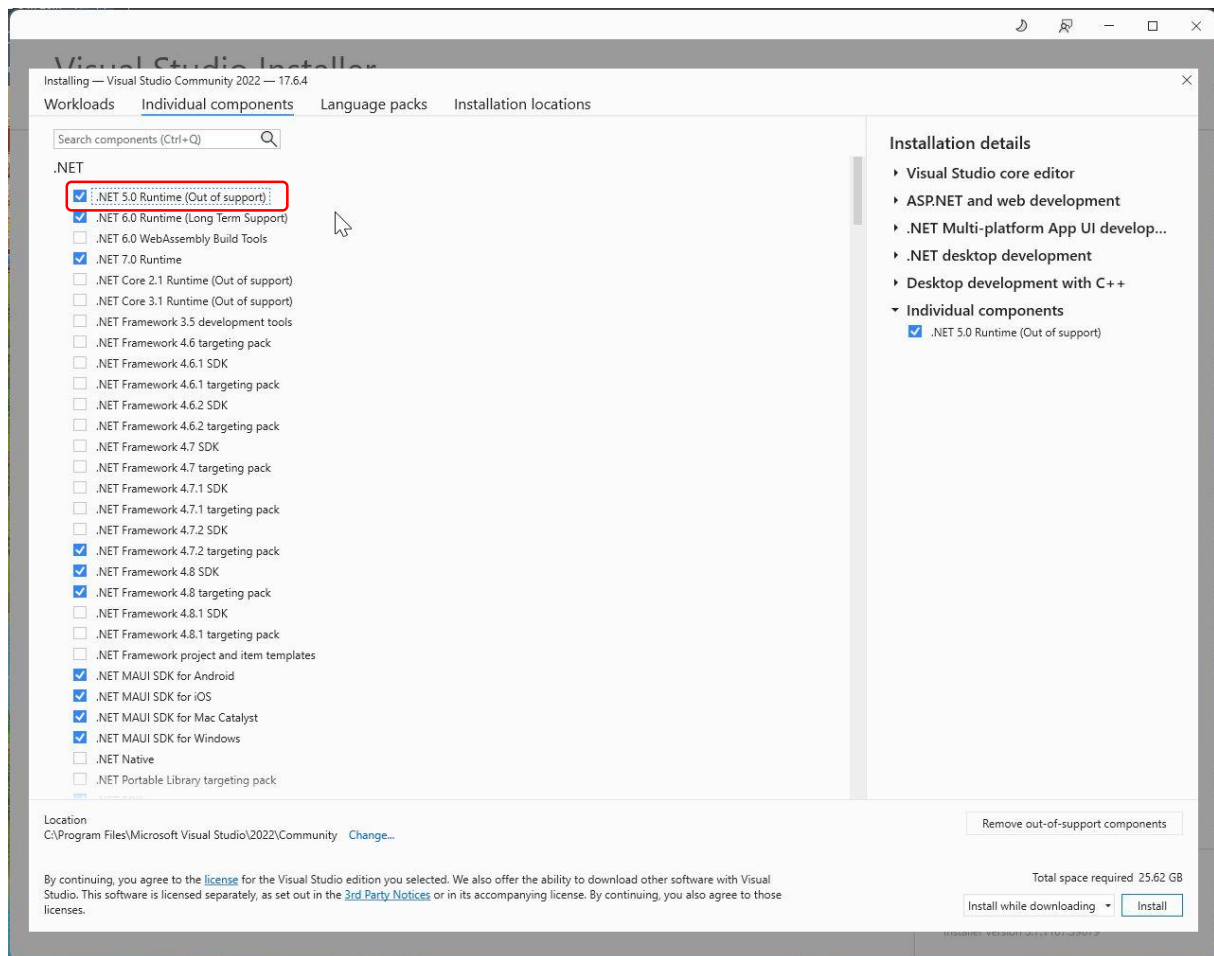 Visual Studio Installer
Installing — Visual Studio Community 2022 — 17.6.4
Workloads Individual components Language packs Installation locations
Search components (Ctrl+Q)
.NET
.NET 5.0 Runtime (Out of support)
.NET 6.0 Runtime (Long Term Support)
.NET 6.0 WebAssembly Build Tools
.NET 7.0 Runtime
.NET Core 2.1 Runtime (Out of support)
.NET Core 3.1 Runtime (Out of support)
.NET Framework 3.5 development tools
.NET Framework 4.6 targeting pack
.NET Framework 4.6.1 SDK
.NET Framework 4.6.1 targeting pack
.NET Framework 4.6.2 SDK
.NET Framework 4.6.2 targeting pack
.NET Framework 4.7 SDK
.NET Framework 4.7 targeting pack
.NET Framework 4.7.1 SDK
.NET Framework 4.7.1 targeting pack
.NET Framework 4.7.2 SDK
.NET Framework 4.7.2 targeting pack
.NET Framework 4.8 SDK
.NET Framework 4.8 targeting pack
.NET Framework 4.8.1 SDK
.NET Framework 4.8.1 targeting pack
.NET Framework project and item templates
.NET MAUI SDK for Android
.NET MAUI SDK for iOS
.NET MAUI SDK for Mac Catalyst
.NET MAUI SDK for Windows
.NET Native
.NET Portable Library targeting pack
Installation details
Visual Studio core editor
ASP.NET and web development
.NET Multi-platform App UI develop...
.NET desktop development
Desktop development with C++
Individual components
.NET 5.0 Runtime (Out of support)
Location
C:\Program Files\Microsoft Visual Studio\2022\Community Change...
Remove out-of-support components
By continuing, you agree to the license for the Visual Studio edition you selected. We also offer the ability to download other software with Visual
Studio. This software is licensed separately, as set out in the 3rd Party Notices or in its accompanying license. By continuing, you also agree to those
licenses.
Total space required 25.62 GB
Install while downloading Install